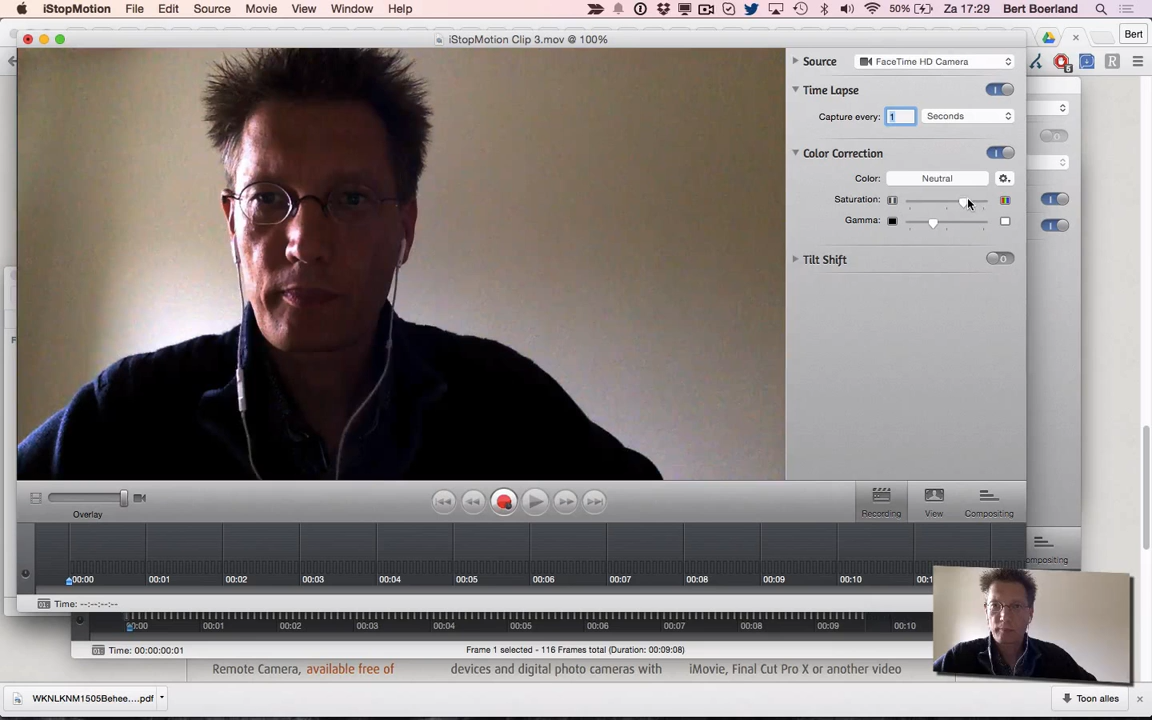 iStopMotion File Edit Source Movie View Window Help 50% Za 17:29 Bert Boerland
iStopMotion Clip 3.mov @ 100%
Bert
Source FaceTime HD Camera
Time Lapse
Capture every: 1 Seconds
Color Correction
Color: Neutral
Saturation:
Gamma:
Tilt Shift
Overlay
Recording View Compositing
ompositing
00:00 00:01 00:02 00:03 00:04 00:05 00:06 00:07 00:08 00:09 00:10
Time: --:--:--:--
00:01 00:02 00:03 00:04 00:05 00:06 00:07 00:08 00:09 00:10
Time: 00:00:00:01
Frame 1 selected - 116 Frames total (Duration: 00:09:08)
Remote Camera, available free of devices and digital photo cameras with iMovie, Final Cut Pro X or another video
WKNLKNM1505Behee....pdf
Toon alles